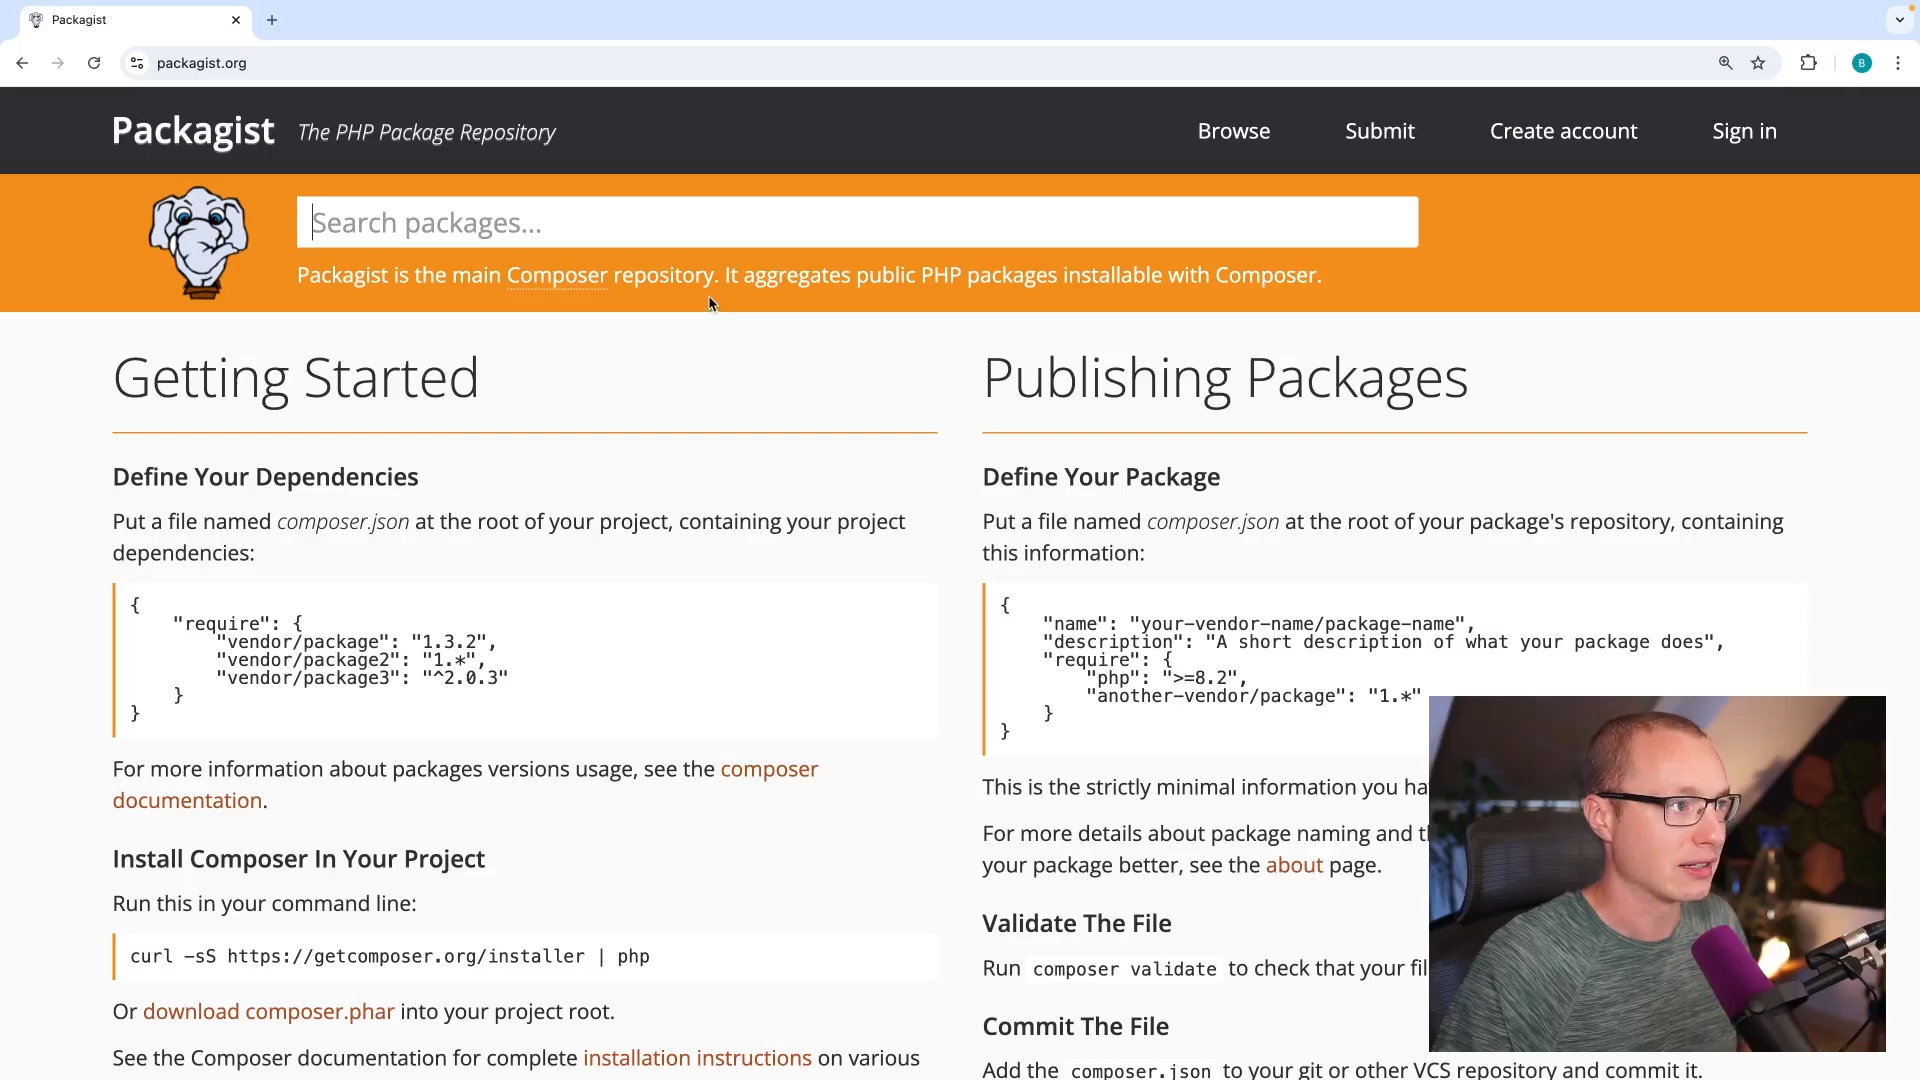 Packagist
packagist.org
B
Packagist The PHP Package Repository
Browse
Submit
Create account
Sign in
Search packages...
Packagist is the main Composer repository. It aggregates public PHP packages installable with Composer.
Getting Started
Define Your Dependencies
Put a file named composer.json at the root of your project, containing your project
dependencies:
{
    "require": {
        "vendor/package": "1.3.2",
        "vendor/package2": "1.*",
        "vendor/package3": "^2.0.3"
    }
}
For more information about packages versions usage, see the composer
documentation.
Install Composer In Your Project
Run this in your command line:
curl -sS https://getcomposer.org/installer | php
Or download composer.phar into your project root.
See the Composer documentation for complete installation instructions on various
Publishing Packages
Define Your Package
Put a file named composer.json at the root of your package's repository, containing
this information:
{
    "name": "your-vendor-name/package-name",
    "description": "A short description of what your package does",
    "require": {
        "php": ">=8.2",
        "another-vendor/package": "1.*"
    }
}
This is the strictly minimal information you
For more details about package naming and
your package better, see the about page.
Validate The File
Run composer validate to check that your
Commit The File
Add the composer.json to your git or other VCS repository and commit it.